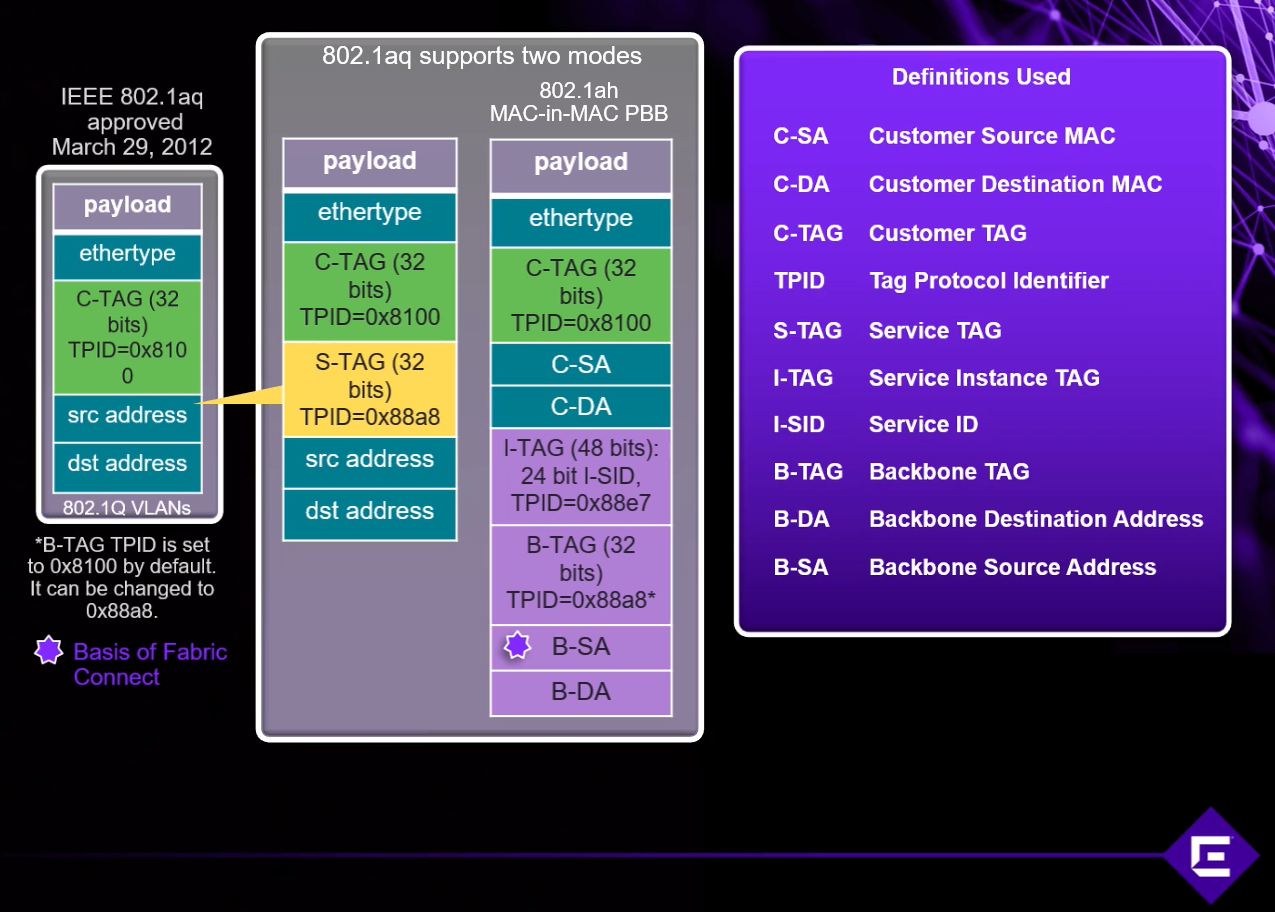 IEEE 802.1aq
approved
March 29, 2012
payload
ethertype
C-TAG (32
bits)
TPID=0x810
0
src address
dst address
802.1Q VLANs
*B-TAG TPID is set
to 0x8100 by default.
It can be changed to
0x88a8.
Basis of Fabric
Connect
802.1aq supports two modes
payload
ethertype
C-TAG (32
bits)
TPID=0x8100
S-TAG (32
bits)
TPID=0x88a8
src address
dst address
802.1ah
MAC-in-MAC PBB
payload
ethertype
C-TAG (32
bits)
TPID=0x8100
C-SA
C-DA
I-TAG (48 bits):
24 bit I-SID,
TPID=0x88e7
B-TAG (32
bits)
TPID=0x88a8*
B-SA
B-DA
Definitions Used
C-SA Customer Source MAC
C-DA Customer Destination MAC
C-TAG Customer TAG
TPID Tag Protocol Identifier
S-TAG Service TAG
I-TAG Service Instance TAG
I-SID Service ID
B-TAG Backbone TAG
B-DA Backbone Destination Address
B-SA Backbone Source Address